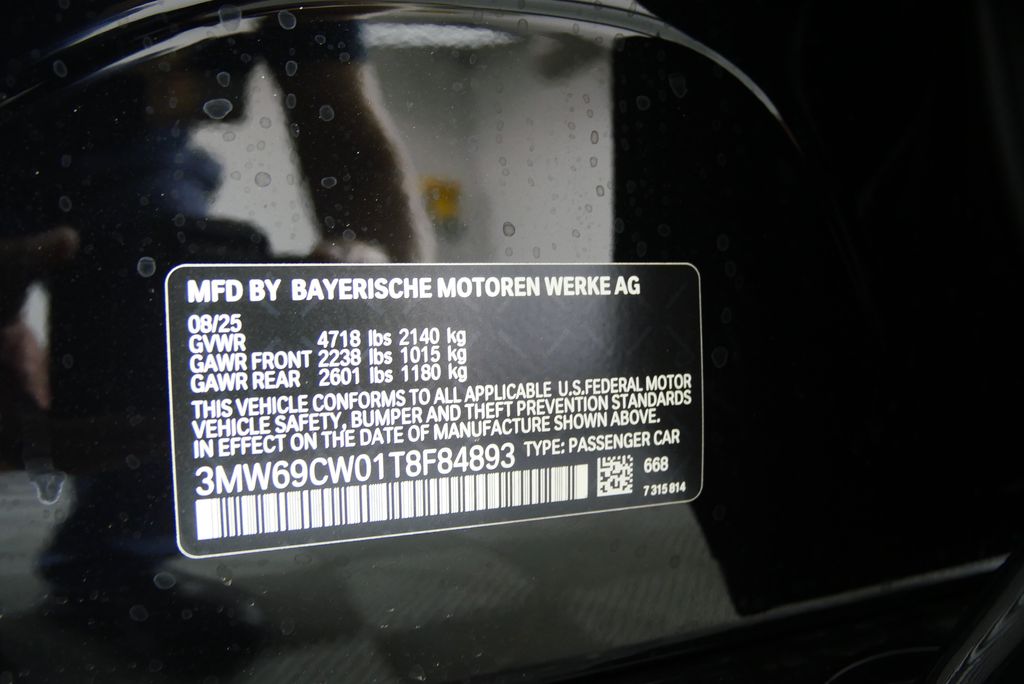 MFD BY BAYERISCHE MOTOREN WERKE AG
08/25
GVWR 4718 lbs 2140 kg
GAWR FRONT 2238 lbs 1015 kg
GAWR REAR 2601 lbs 1180 kg
THIS VEHICLE CONFORMS TO ALL APPLICABLE U.S.FEDERAL MOTOR
VEHICLE SAFETY, BUMPER AND THEFT PREVENTION STANDARDS
IN EFFECT ON THE DATE OF MANUFACTURE SHOWN ABOVE.
3MW69CW01T8F84893 TYPE: PASSENGER CAR
668
7 315 814